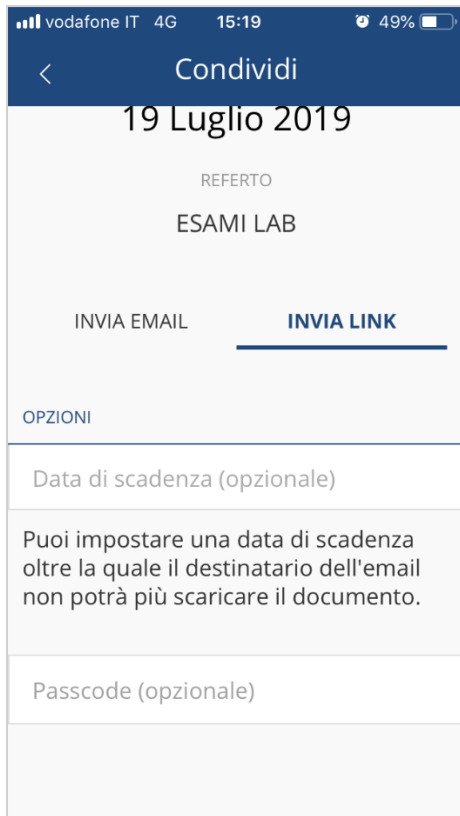 vodafone IT 4G 15:19 49%
Condividi
19 Luglio 2019
REFERTO
ESAMI LAB
INVIA EMAIL INVIA LINK
OPZIONI
Data di scadenza (opzionale)
Puoi impostare una data di scadenza
oltre la quale il destinatario dell'email
non potrà più scaricare il documento.
Passcode (opzionale)